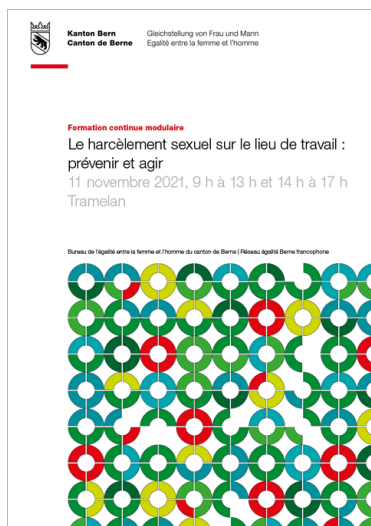 Kanton Bern
Canton de Berne
Gleichstellung von Frau und Mann
Egalité entre la femme et l'homme
Formation continue modulaire
Le harcèlement sexuel sur le lieu de travail :
prévenir et agir
11 novembre 2021, 9 h à 13 h et 14 h à 17 h
Tramelan
Bureau de l'égalité entre la femme et l'homme du canton de Berne | Réseau égalité Berne francophone